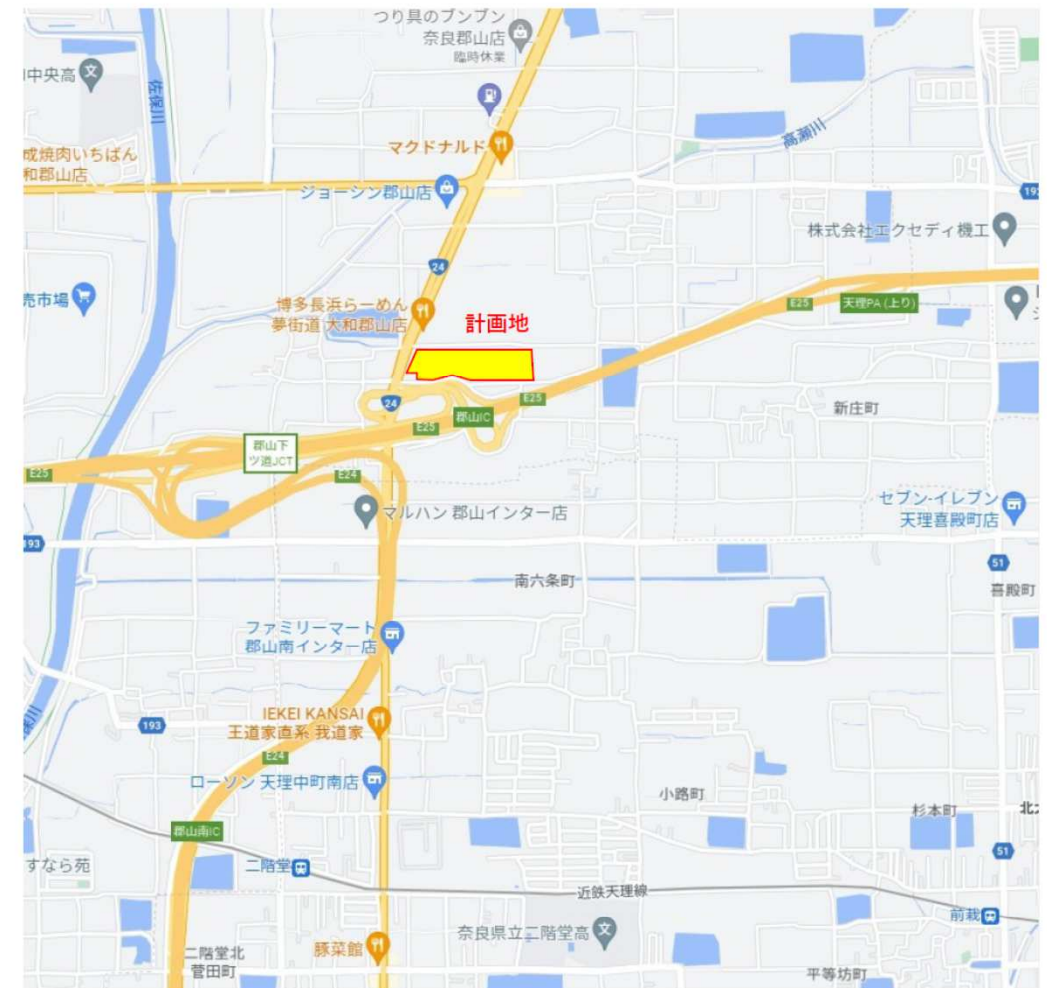 つり具のブンブン
奈良郡山店
臨時休業
中央高
佐保川
高瀬川
マクドナルド
成焼肉いちばん
和郡山店
ジョーシン郡山店
192
株式会社エクセディ機工
24
売市場
博多長浜らーめん
夢街道 大和郡山店
E25
天理PA (上り)
計画地
24
E25
郡山IC
E25
新庄町
郡山下
ツ道JCT
E25
E24
マルハン 郡山インター店
セブン-イレブン
天理喜殿町店
193
51
南六条町
喜殿町
ファミリーマート
郡山南インター店
IEKEI KANSAI
王道家直系 我道家
193
E24
ローソン 天理中町南店
小路町
杉本町
郡山南IC
51
すなら苑
二階堂
近鉄天理線
前栽
奈良県立二階堂高
二階堂北
菅田町
豚菜館
平等坊町